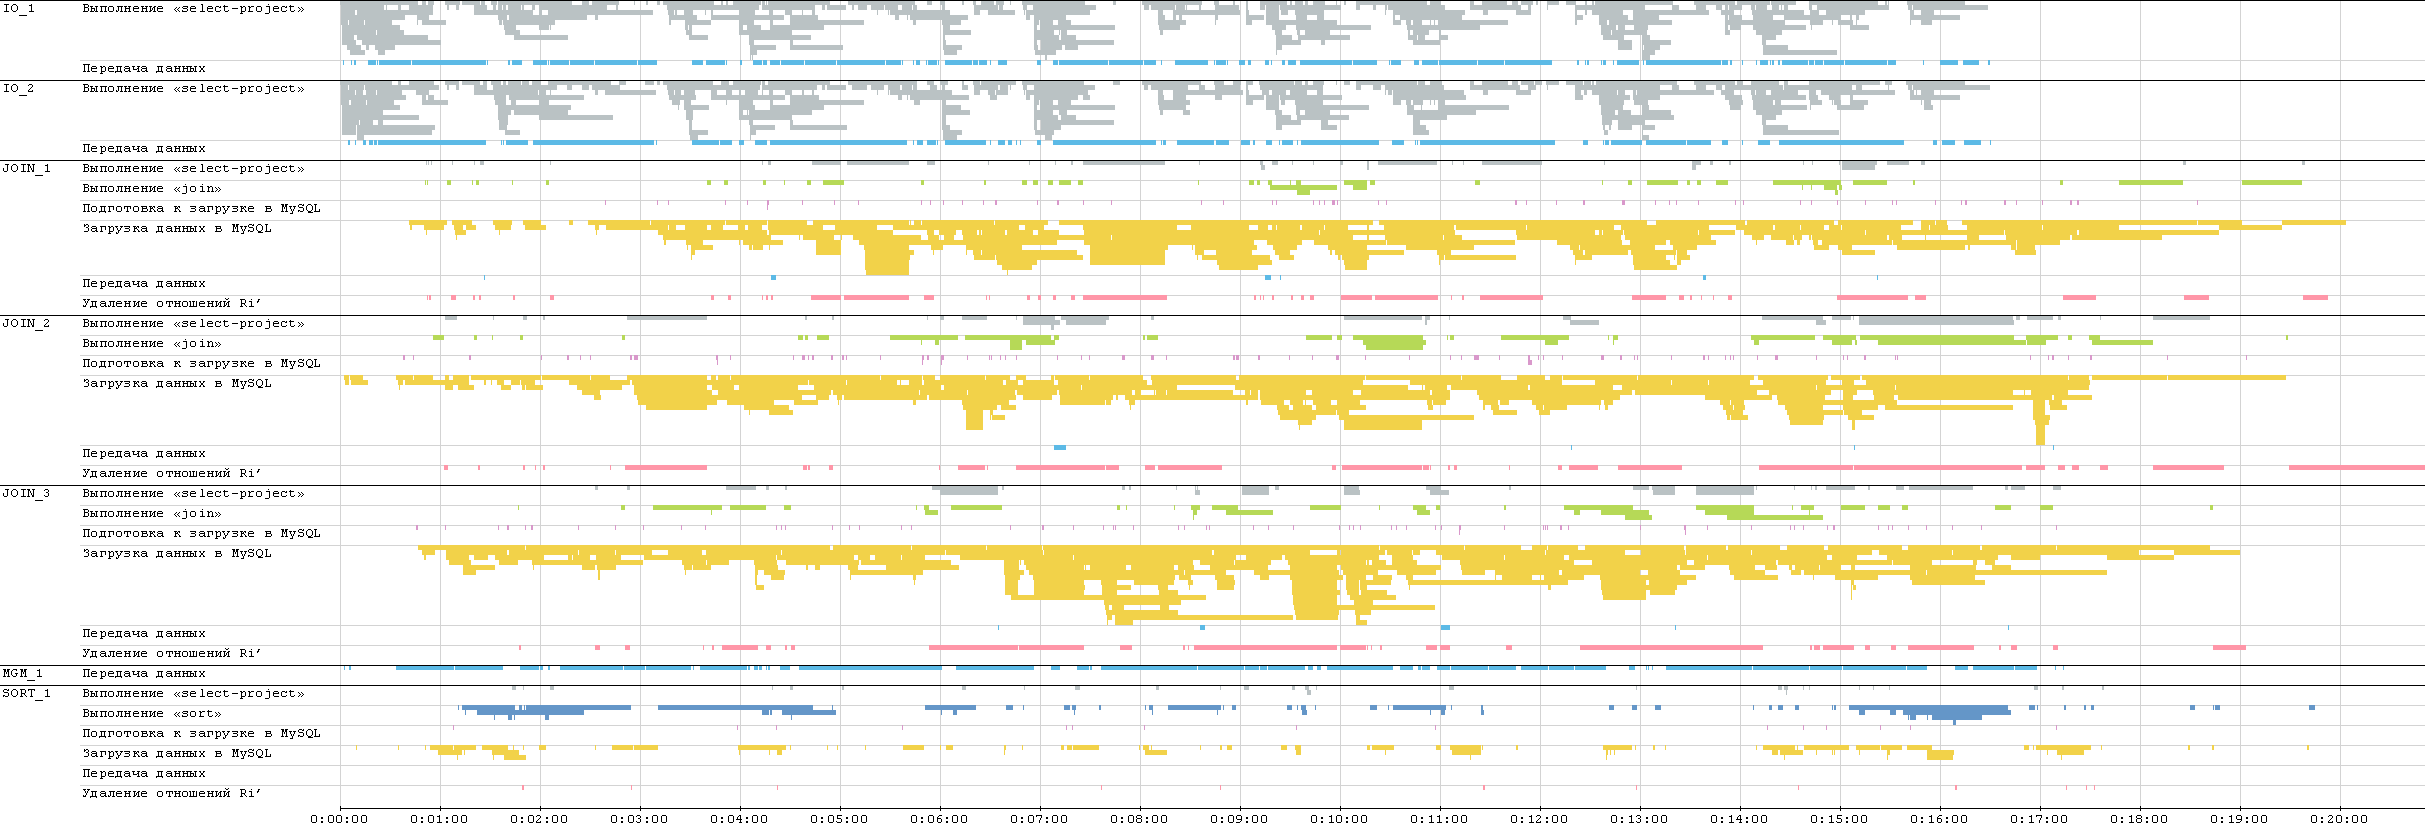 IO_1 Выполнение «select-project»
Передача данных
IO_2 Выполнение «select-project»
Передача данных
JOIN_1 Выполнение «select-project»
Выполнение «join»
Подготовка к загрузке в MySQL
Загрузка данных в MySQL
Передача данных
Удаление отношений Ri’
JOIN_2 Выполнение «select-project»
Выполнение «join»
Подготовка к загрузке в MySQL
Загрузка данных в MySQL
Передача данных
Удаление отношений Ri’
JOIN_3 Выполнение «select-project»
Выполнение «join»
Подготовка к загрузке в MySQL
Загрузка данных в MySQL
Передача данных
Удаление отношений Ri’
MGM_1 Передача данных
SORT_1 Выполнение «select-project»
Выполнение «sort»
Подготовка к загрузке в MySQL
Загрузка данных в MySQL
Передача данных
Удаление отношений Ri’
0:00:00 0:01:00 0:02:00 0:03:00 0:04:00 0:05:00 0:06:00 0:07:00 0:08:00 0:09:00 0:10:00 0:11:00 0:12:00 0:13:00 0:14:00 0:15:00 0:16:00 0:17:00 0:18:00 0:19:00 0:20:00